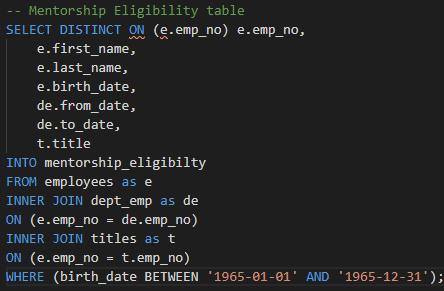 -- Mentorship Eligibility table
SELECT DISTINCT ON (e.emp_no) e.emp_no,
    e.first_name,
    e.last_name,
    e.birth_date,
    de.from_date,
    de.to_date,
    t.title
INTO mentorship_eligibilty
FROM employees as e
INNER JOIN dept_emp as de
ON (e.emp_no = de.emp_no)
INNER JOIN titles as t
ON (e.emp_no = t.emp_no)
WHERE (birth_date BETWEEN '1965-01-01' AND '1965-12-31');